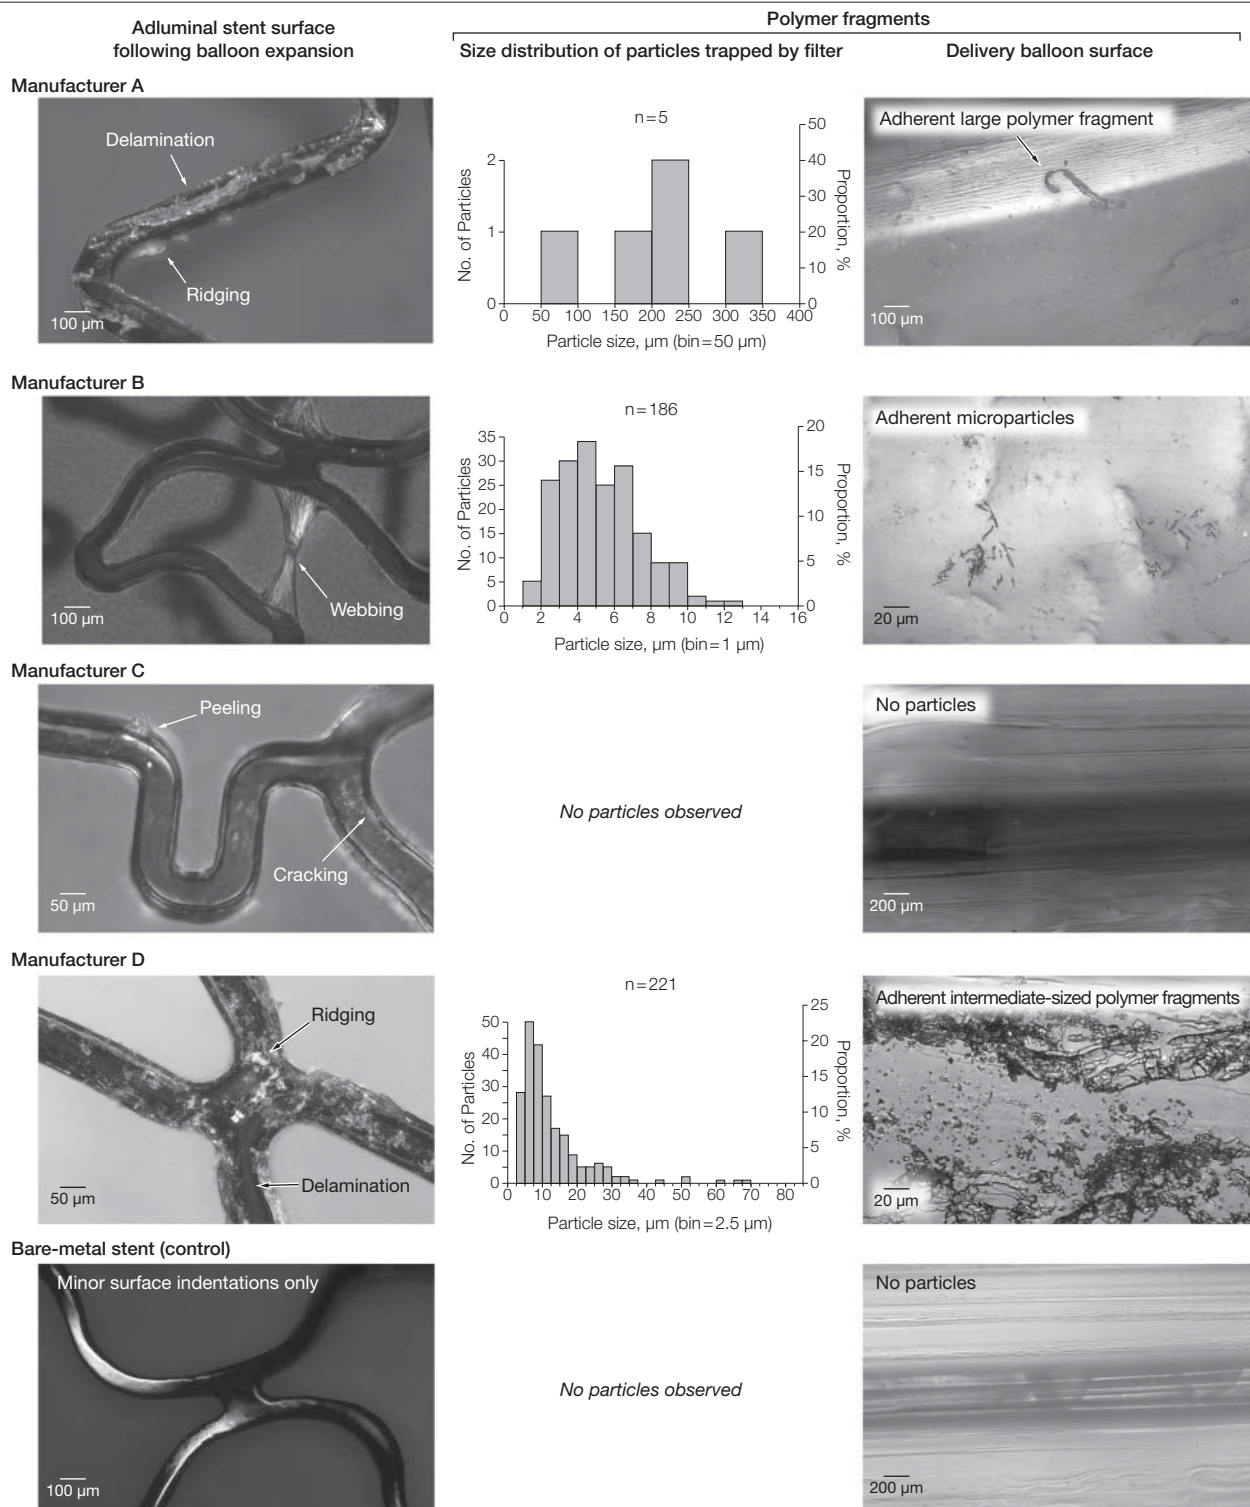 Adluminal stent surface
following balloon expansion
Polymer fragments
Size distribution of particles trapped by filter
Delivery balloon surface
Manufacturer A
Delamination
Ridging
100 µm
n=5
No. of Particles
2
1
0
Proportion, %
50
40
30
20
10
0
0 50 100 150 200 250 300 350 400
Particle size, µm (bin=50 µm)
Adherent large polymer fragment
100 µm
Manufacturer B
Webbing
100 µm
n=186
No. of Particles
35
30
25
20
15
10
5
0
Proportion, %
20
15
10
5
0
0 2 4 6 8 10 12 14 16
Particle size, µm (bin=1 µm)
Adherent microparticles
20 µm
Manufacturer C
Peeling
Cracking
50 µm
No particles observed
No particles
200 µm
Manufacturer D
Ridging
Delamination
50 µm
n=221
No. of Particles
50
40
30
20
10
0
Proportion, %
25
20
15
10
5
0
0 10 20 30 40 50 60 70 80
Particle size, µm (bin=2.5 µm)
Adherent intermediate-sized polymer fragments
20 µm
Bare-metal stent (control)
Minor surface indentations only
100 µm
No particles observed
No particles
200 µm